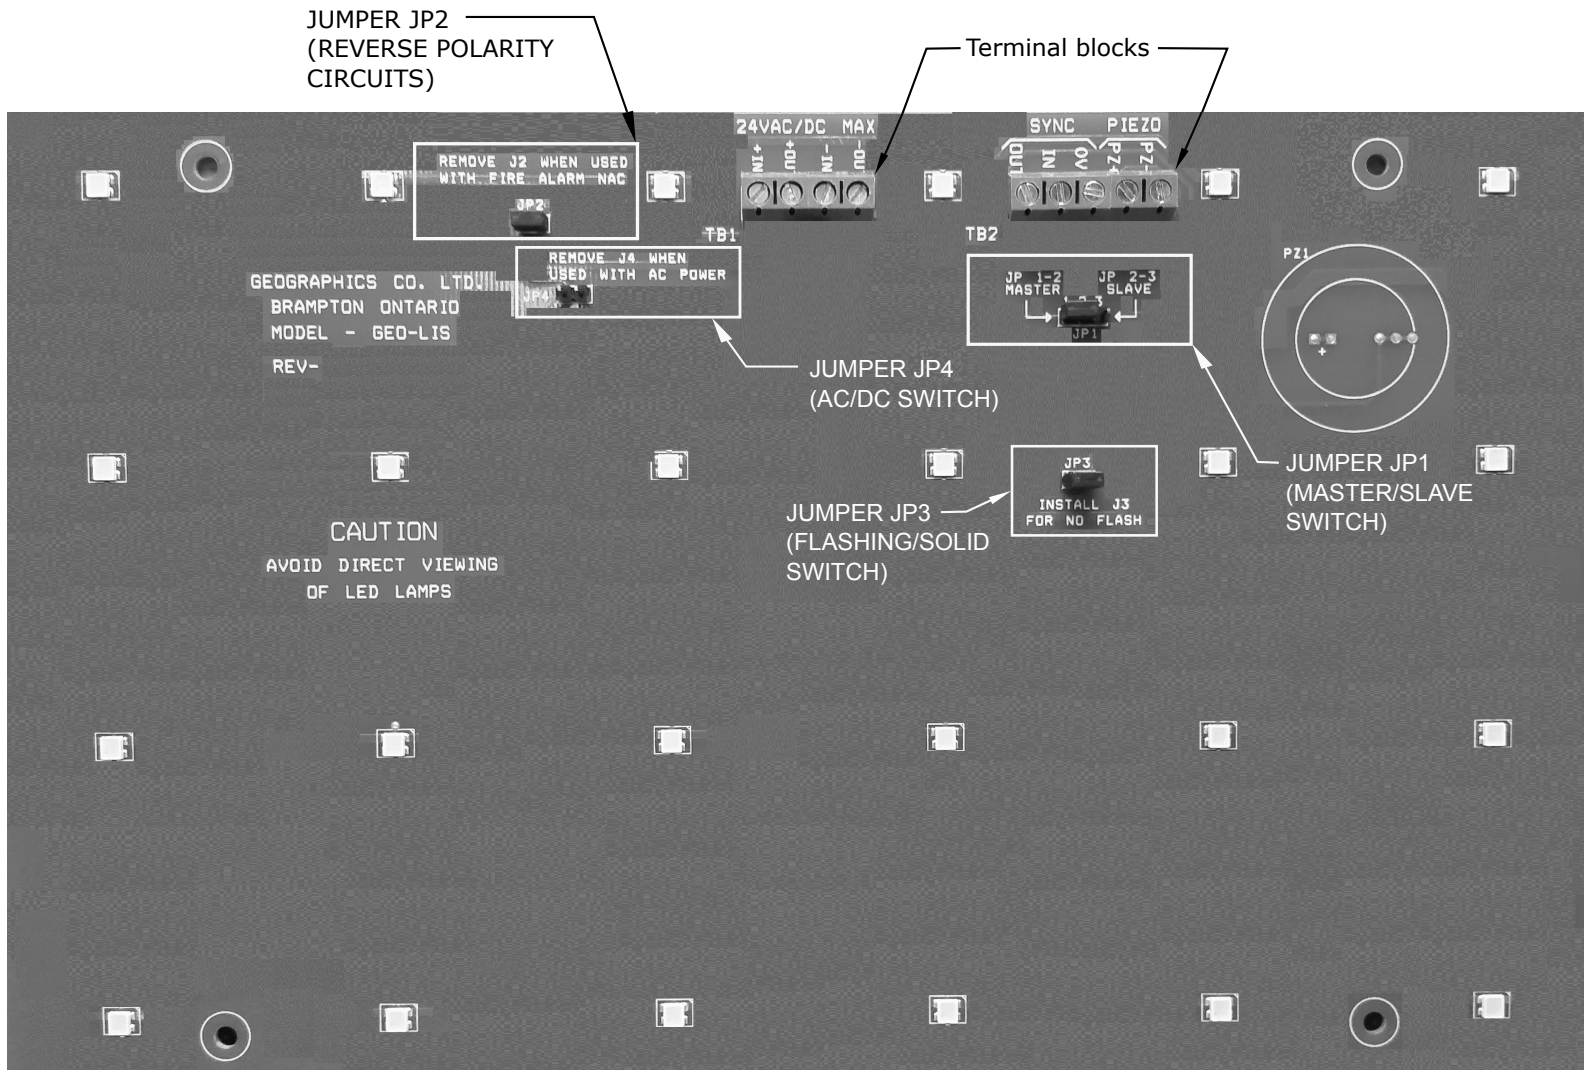 JUMPER JP2
(REVERSE POLARITY
CIRCUITS)
Terminal blocks
24VAC/DC MAX
+IN
+OUT
-IN
-OU
SYNC PIEZO
OUT
IN
0V
PZ+
PZ-
REMOVE J2 WHEN USED
WITH FIRE ALARM NAC
JP2
TB1
TB2
REMOVE J4 WHEN
USED WITH AC POWER
JP4
GEOGRAPHICS CO. LTD.
BRAMPTON ONTARIO
MODEL - GEO-LIS
REV-
JP 1-2
MASTER
JP 2-3
SLAVE
JP1
PZ1
+
JUMPER JP4
(AC/DC SWITCH)
JUMPER JP1
(MASTER/SLAVE
SWITCH)
JP3
INSTALL J3
FOR NO FLASH
JUMPER JP3
(FLASHING/SOLID
SWITCH)
CAUTION
AVOID DIRECT VIEWING
OF LED LAMPS